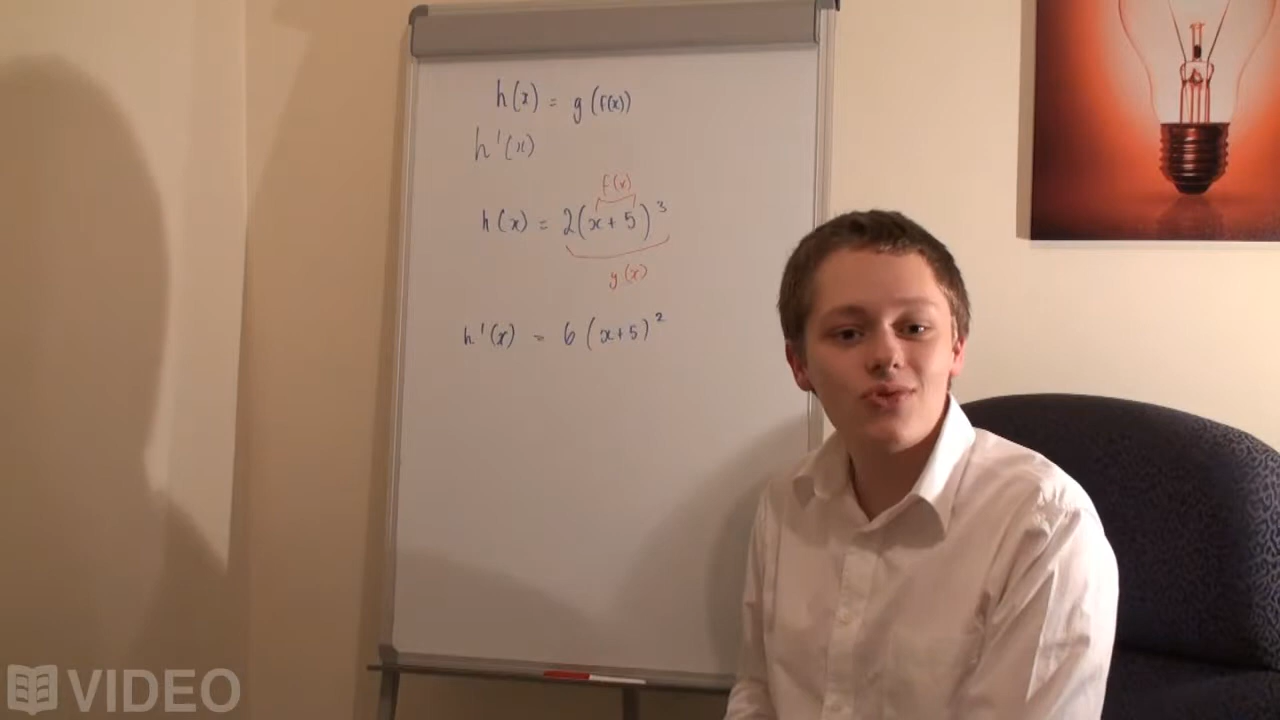 h(x) = g(f(x))
h'(x)
f(x)
h(x) = 2(x+5)³
g(x)
h'(x) = 6(x+5)²
VIDEO